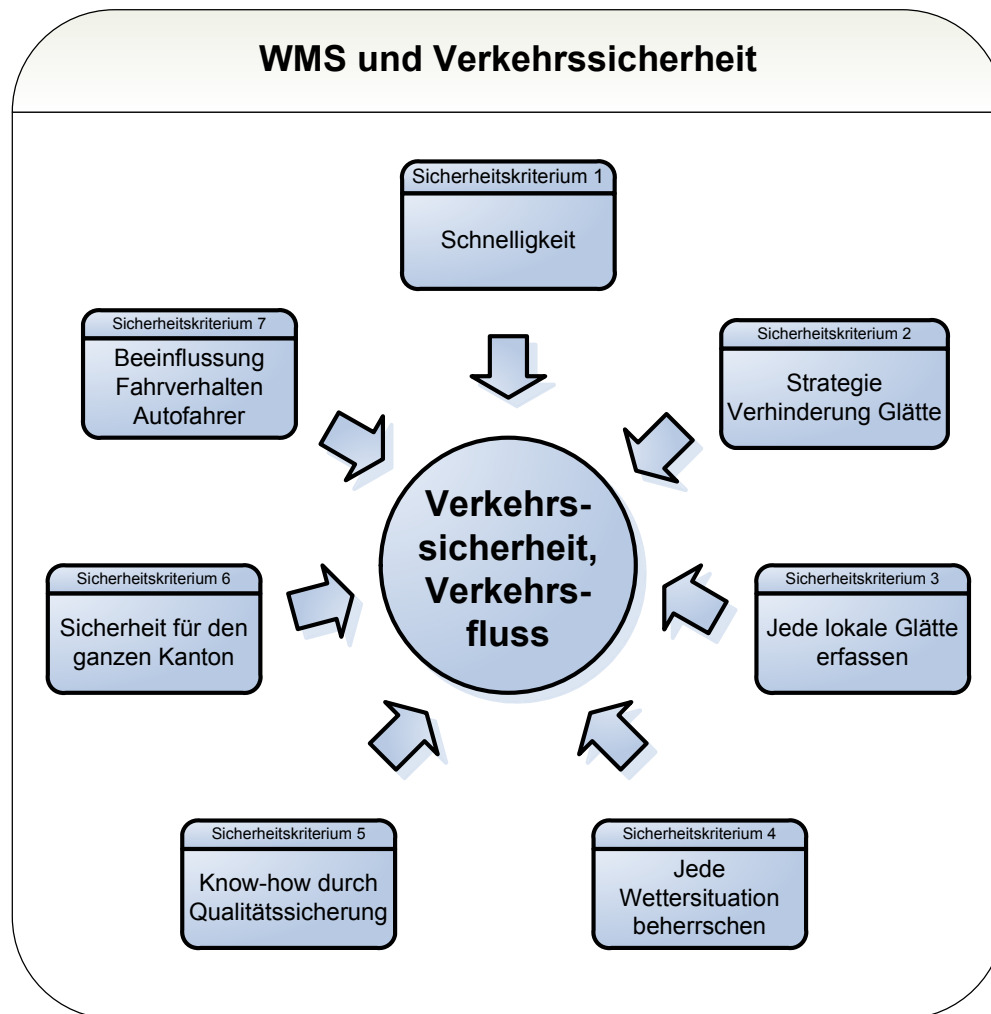 WMS und Verkehrssicherheit
Sicherheitskriterium 1
Schnelligkeit
Sicherheitskriterium 2
Strategie
Verhinderung Glätte
Sicherheitskriterium 3
Jede lokale Glätte
erfassen
Sicherheitskriterium 4
Jede
Wettersituation
beherrschen
Sicherheitskriterium 5
Know-how durch
Qualitätssicherung
Sicherheitskriterium 6
Sicherheit für den
ganzen Kanton
Sicherheitskriterium 7
Beeinflussung
Fahrverhalten
Autofahrer
Verkehrs-
sicherheit,
Verkehrs-
fluss